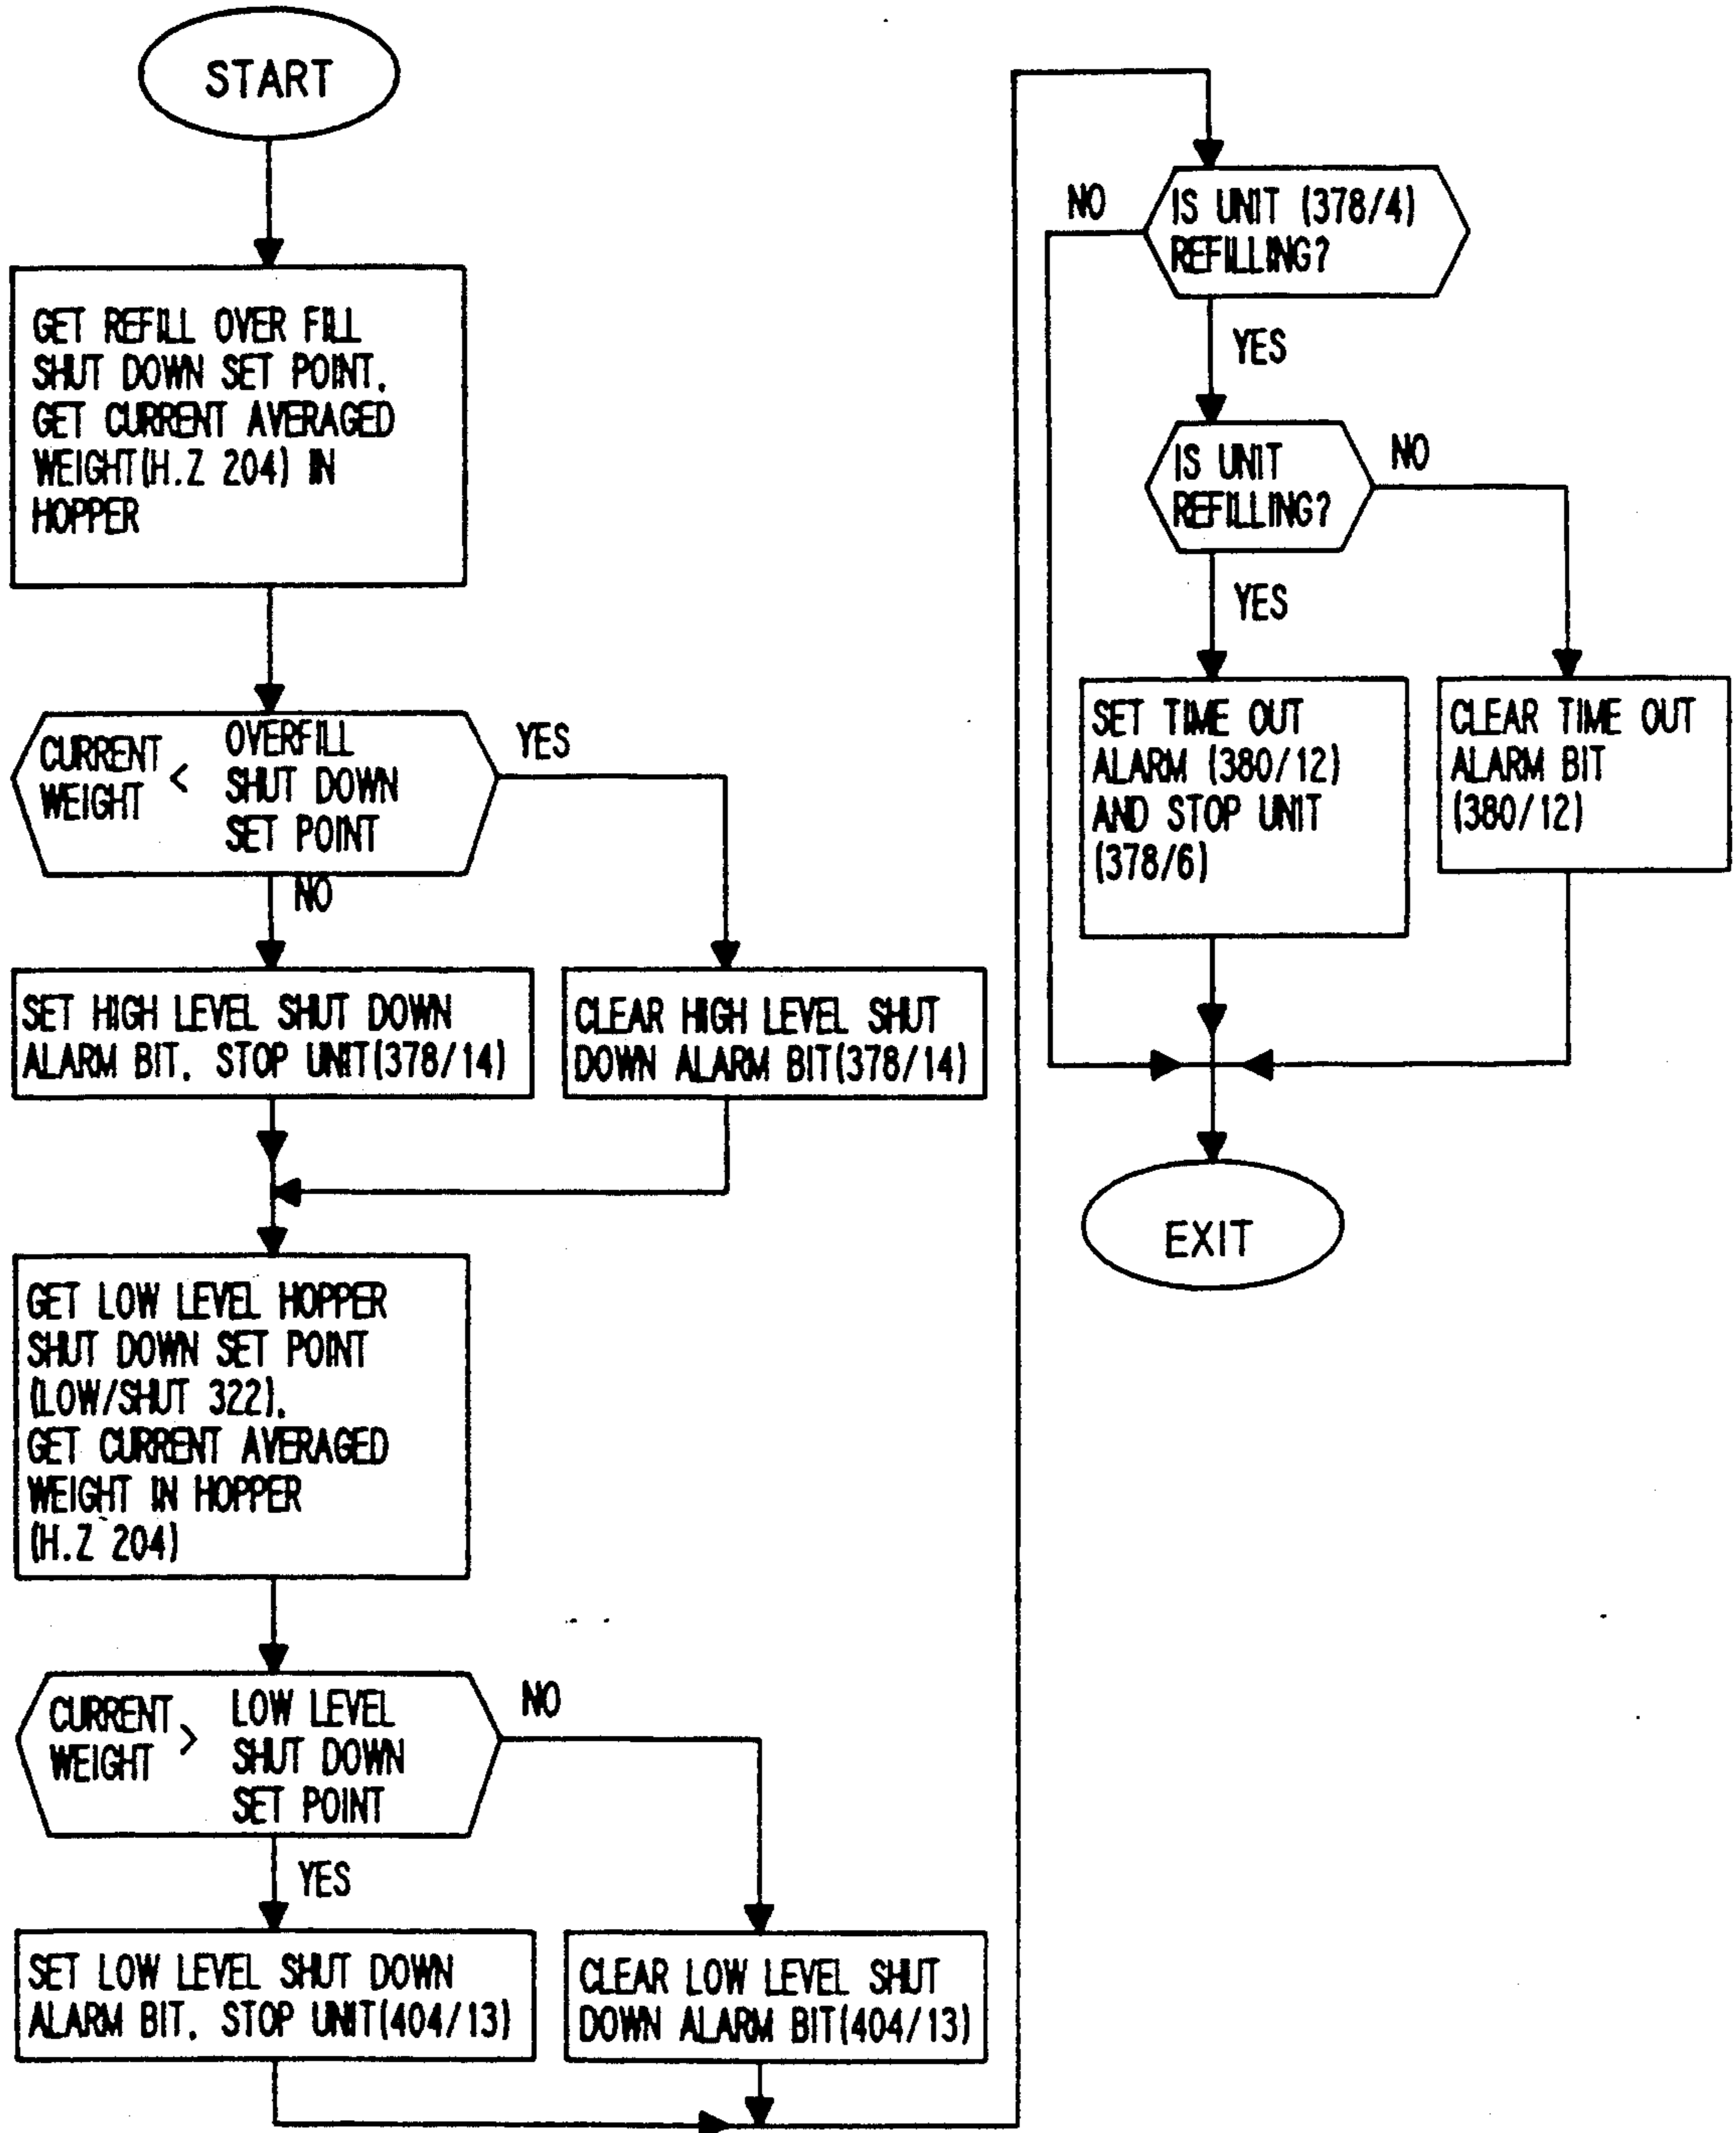 START
GET REFILL OVER FILL
SHUT DOWN SET POINT.
GET CURRENT AVERAGED
WEIGHT(H.Z 204) IN
HOPPER
CURRENT
WEIGHT
<
OVERFILL
SHUT DOWN
SET POINT
YES
NO
SET HIGH LEVEL SHUT DOWN
ALARM BIT. STOP UNIT(378/14)
CLEAR HIGH LEVEL SHUT
DOWN ALARM BIT(378/14)
GET LOW LEVEL HOPPER
SHUT DOWN SET POINT
(LOW/SHUT 322).
GET CURRENT AVERAGED
WEIGHT IN HOPPER
(H.Z 204)
CURRENT
WEIGHT
>
LOW LEVEL
SHUT DOWN
SET POINT
NO
YES
SET LOW LEVEL SHUT DOWN
ALARM BIT. STOP UNIT(404/13)
CLEAR LOW LEVEL SHUT
DOWN ALARM BIT(404/13)
NO
IS UNIT (378/4)
REFILLING?
YES
IS UNIT
REFILLING?
NO
YES
SET TIME OUT
ALARM (380/12)
AND STOP UNIT
(378/6)
CLEAR TIME OUT
ALARM BIT
(380/12)
EXIT